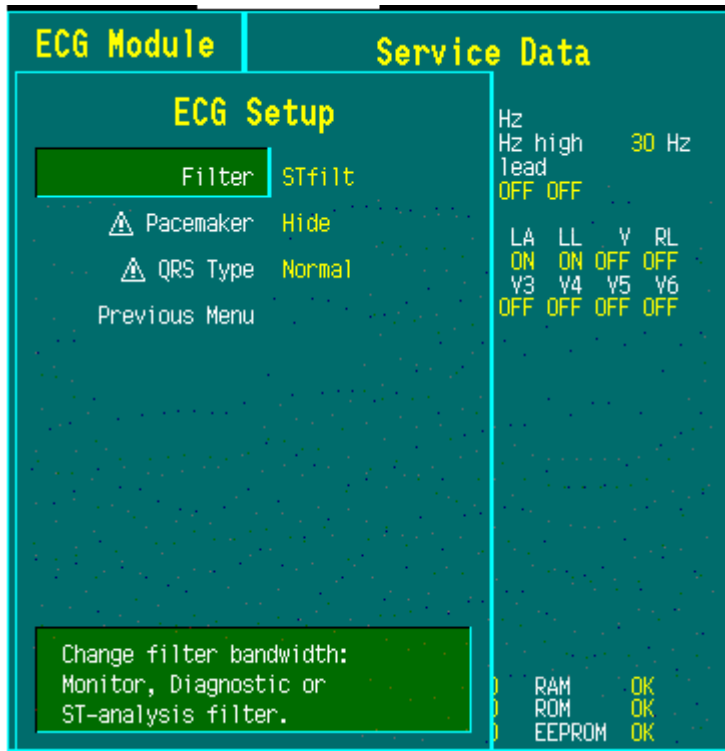 ECG Module
Service Data
ECG Setup
Filter STfilt
⚠ Pacemaker Hide
⚠ QRS Type Normal
Previous Menu
Change filter bandwidth:
Monitor, Diagnostic or
ST-analysis filter.
Hz
Hz high 30 Hz
lead
OFF OFF
LA LL V RL
ON ON OFF OFF
V3 V4 V5 V6
OFF OFF OFF OFF
RAM OK
ROM OK
EEPROM OK